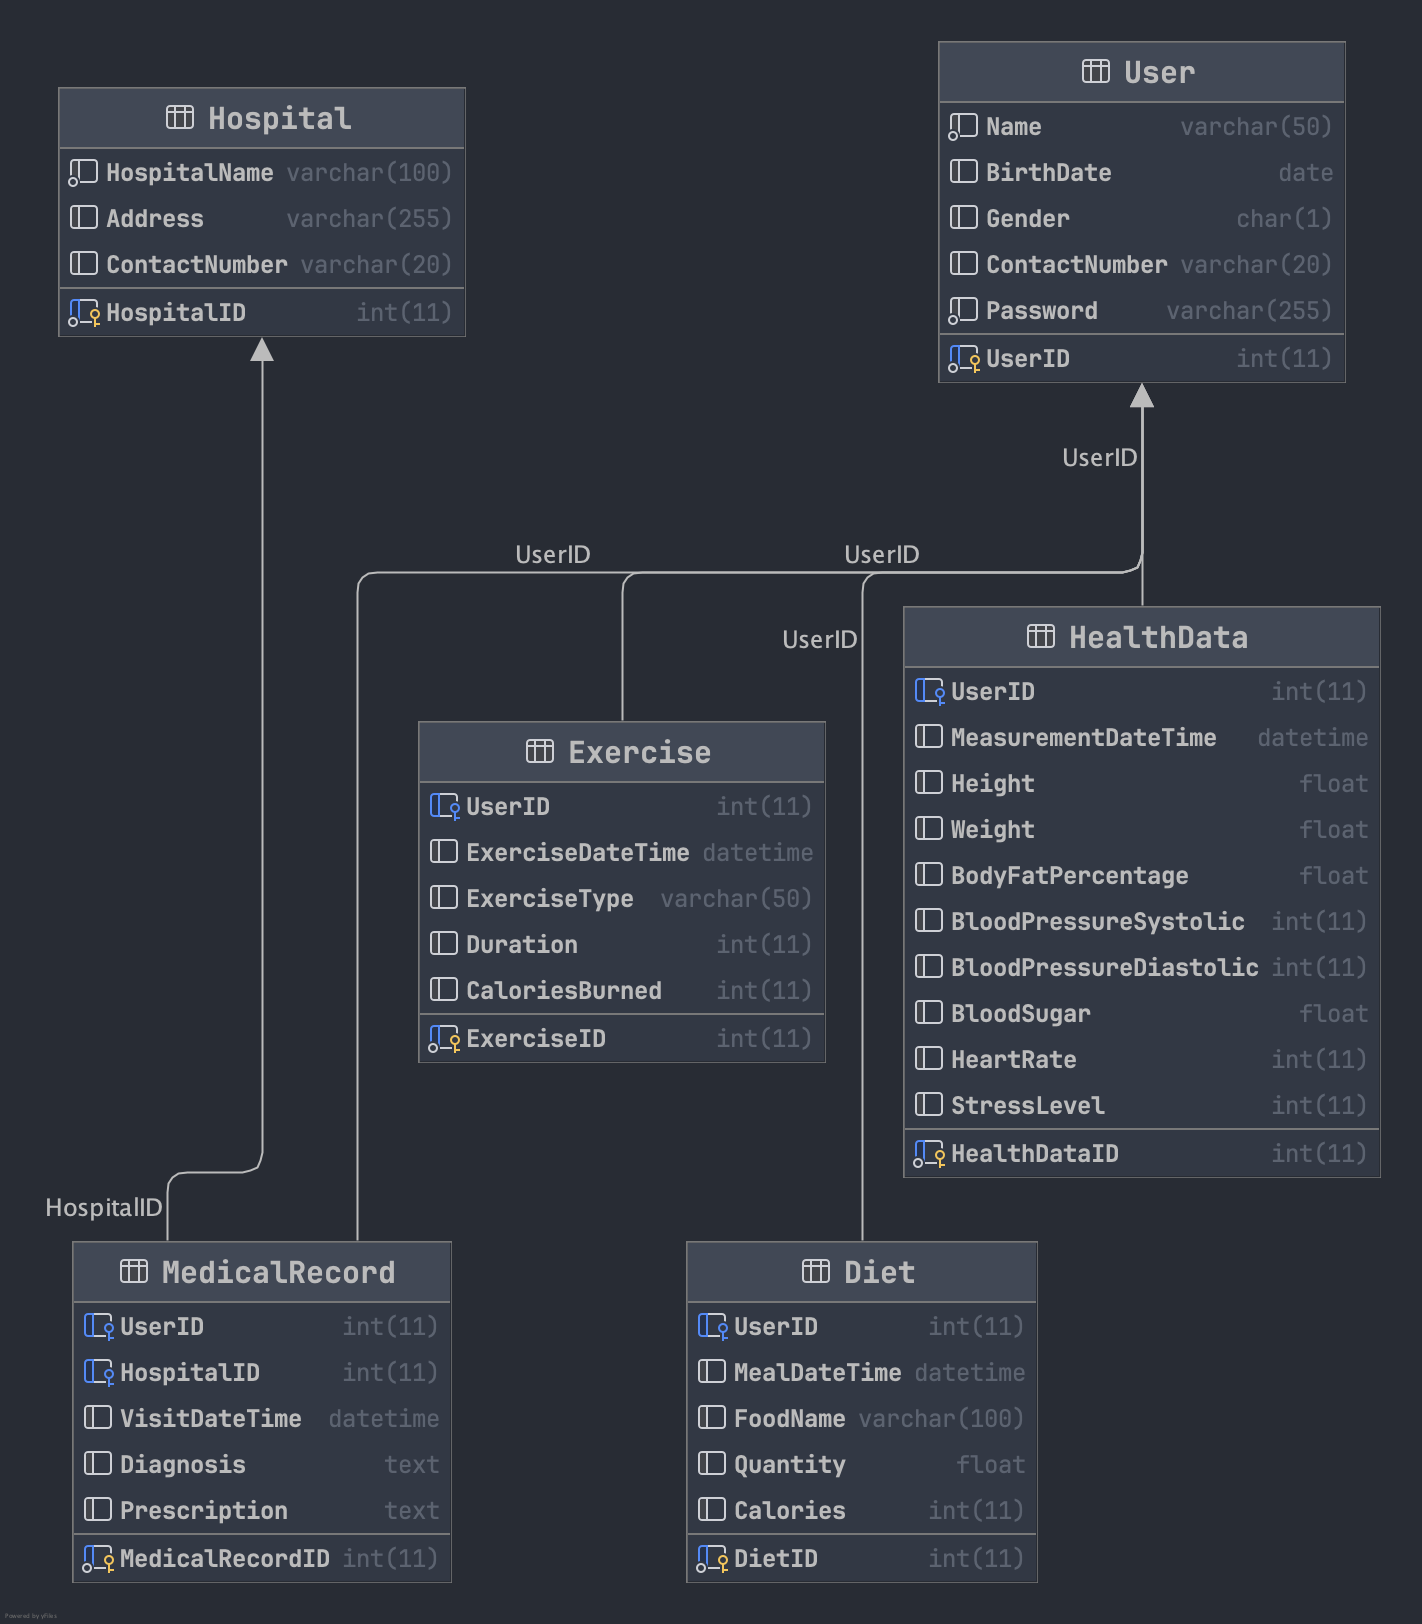 User
Name varchar(50)
BirthDate date
Gender char(1)
ContactNumber varchar(20)
Password varchar(255)
UserID int(11)
Hospital
HospitalName varchar(100)
Address varchar(255)
ContactNumber varchar(20)
HospitalID int(11)
UserID
UserID
UserID
UserID
HealthData
UserID int(11)
MeasurementDateTime datetime
Height float
Weight float
BodyFatPercentage float
BloodPressureSystolic int(11)
BloodPressureDiastolic int(11)
BloodSugar float
HeartRate int(11)
StressLevel int(11)
HealthDataID int(11)
Exercise
UserID int(11)
ExerciseDateTime datetime
ExerciseType varchar(50)
Duration int(11)
CaloriesBurned int(11)
ExerciseID int(11)
HospitalID
MedicalRecord
UserID int(11)
HospitalID int(11)
VisitDateTime datetime
Diagnosis text
Prescription text
MedicalRecordID int(11)
Diet
UserID int(11)
MealDateTime datetime
FoodName varchar(100)
Quantity float
Calories int(11)
DietID int(11)
Powered by yFiles